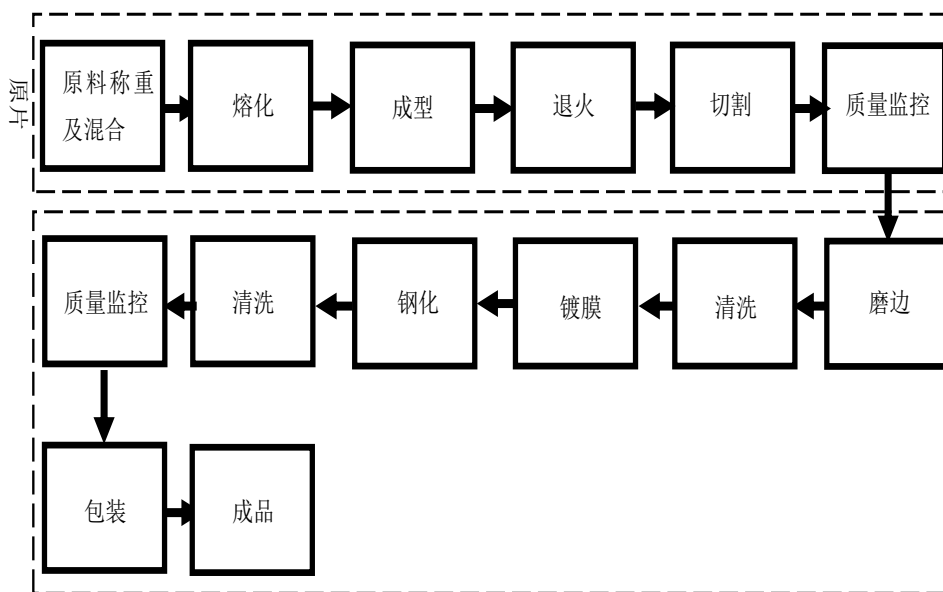 原片
原料称重
及混合
熔化
成型
退火
切割
质量监控
磨边
清洗
镀膜
钢化
清洗
质量监控
包装
成品